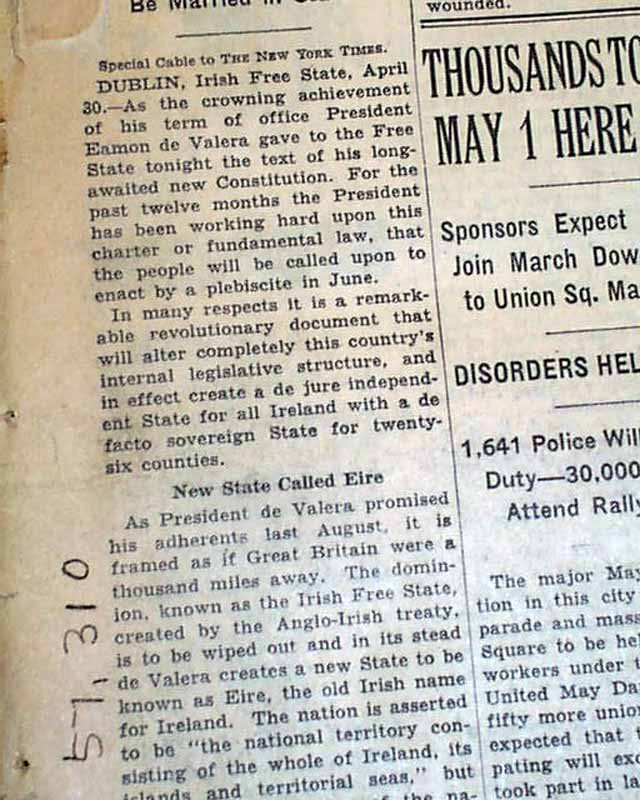 Be Married in
Special Cable to THE NEW YORK TIMES.
DUBLIN, Irish Free State, April
30.—As the crowning achievement
of his term of office President
Eamon de Valera gave to the Free
State tonight the text of his long-
awaited new Constitution. For the
past twelve months the President
has been working hard upon this
charter or fundamental law, that
the people will be called upon to
enact by a plebiscite in June.
In many respects it is a remark-
able revolutionary document that
will alter completely this country's
internal legislative structure, and
in effect create a de jure independ-
ent State for all Ireland with a de
facto sovereign State for twenty-
six counties.
New State Called Eire
As President de Valera promised
his adherents last August, it is
framed as if Great Britain were a
thousand miles away. The domin-
ion, known as the Irish Free State,
created by the Anglo-Irish treaty,
is to be wiped out and in its stead
de Valera creates a new State to be
known as Eire, the old Irish name
for Ireland. The nation is asserted
to be "the national territory con-
sisting of the whole of Ireland, its
islands and territorial seas," but
the na-
wounded.
THOUSANDS TO
MAY 1 HERE
Sponsors Expect
Join March Dow
to Union Sq. Ma
DISORDERS HEL
1,641 Police Will
Duty—30,000
Attend Rally
The major May
tion in this city
parade and mass
Square to be he
workers under t
United May Da
fifty more union
expected that t
pating will exc
took part in la
57,310